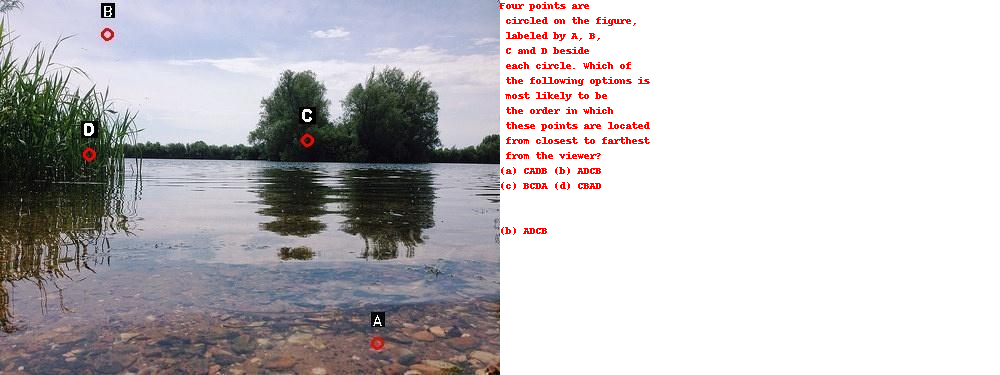 B
D
C
A
Four points are
circled on the figure,
labeled by A, B,
C and D beside
each circle. Which of
the following options is
most likely to be
the order in which
these points are located
from closest to farthest
from the viewer?
(a) CADB (b) ADCB
(c) BCDA (d) CBAD
(b) ADCB